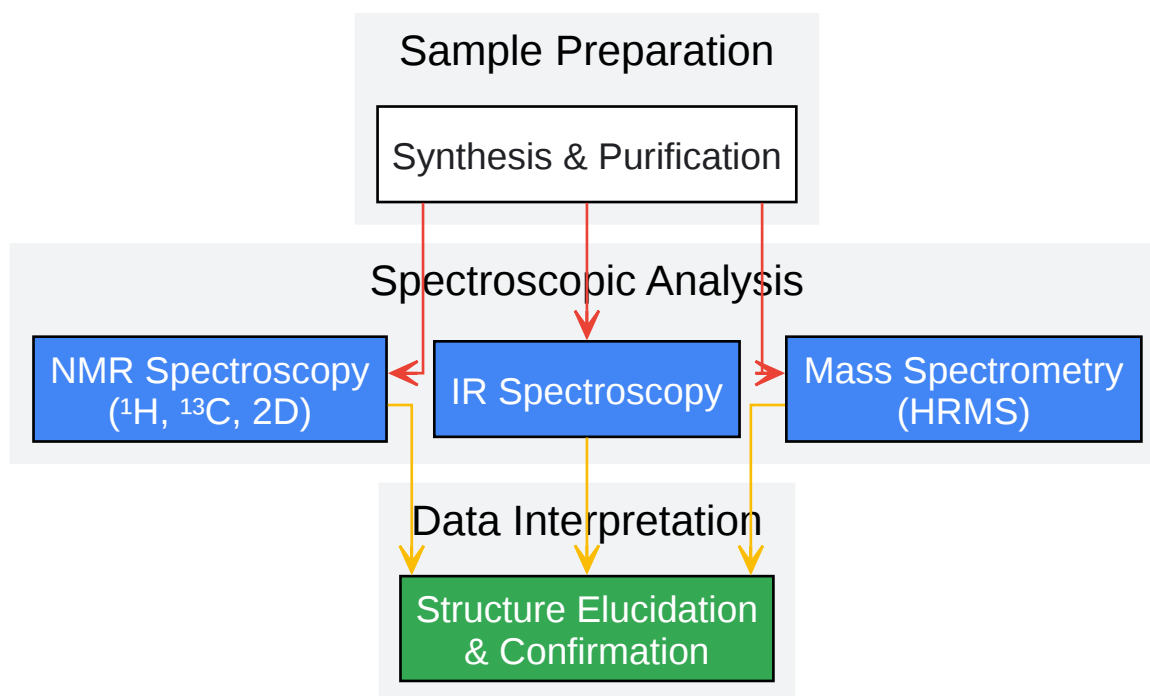 Sample Preparation
Synthesis & Purification
Spectroscopic Analysis
NMR Spectroscopy
(¹H, ¹³C, 2D)
IR Spectroscopy
Mass Spectrometry
(HRMS)
Data Interpretation
Structure Elucidation
& Confirmation